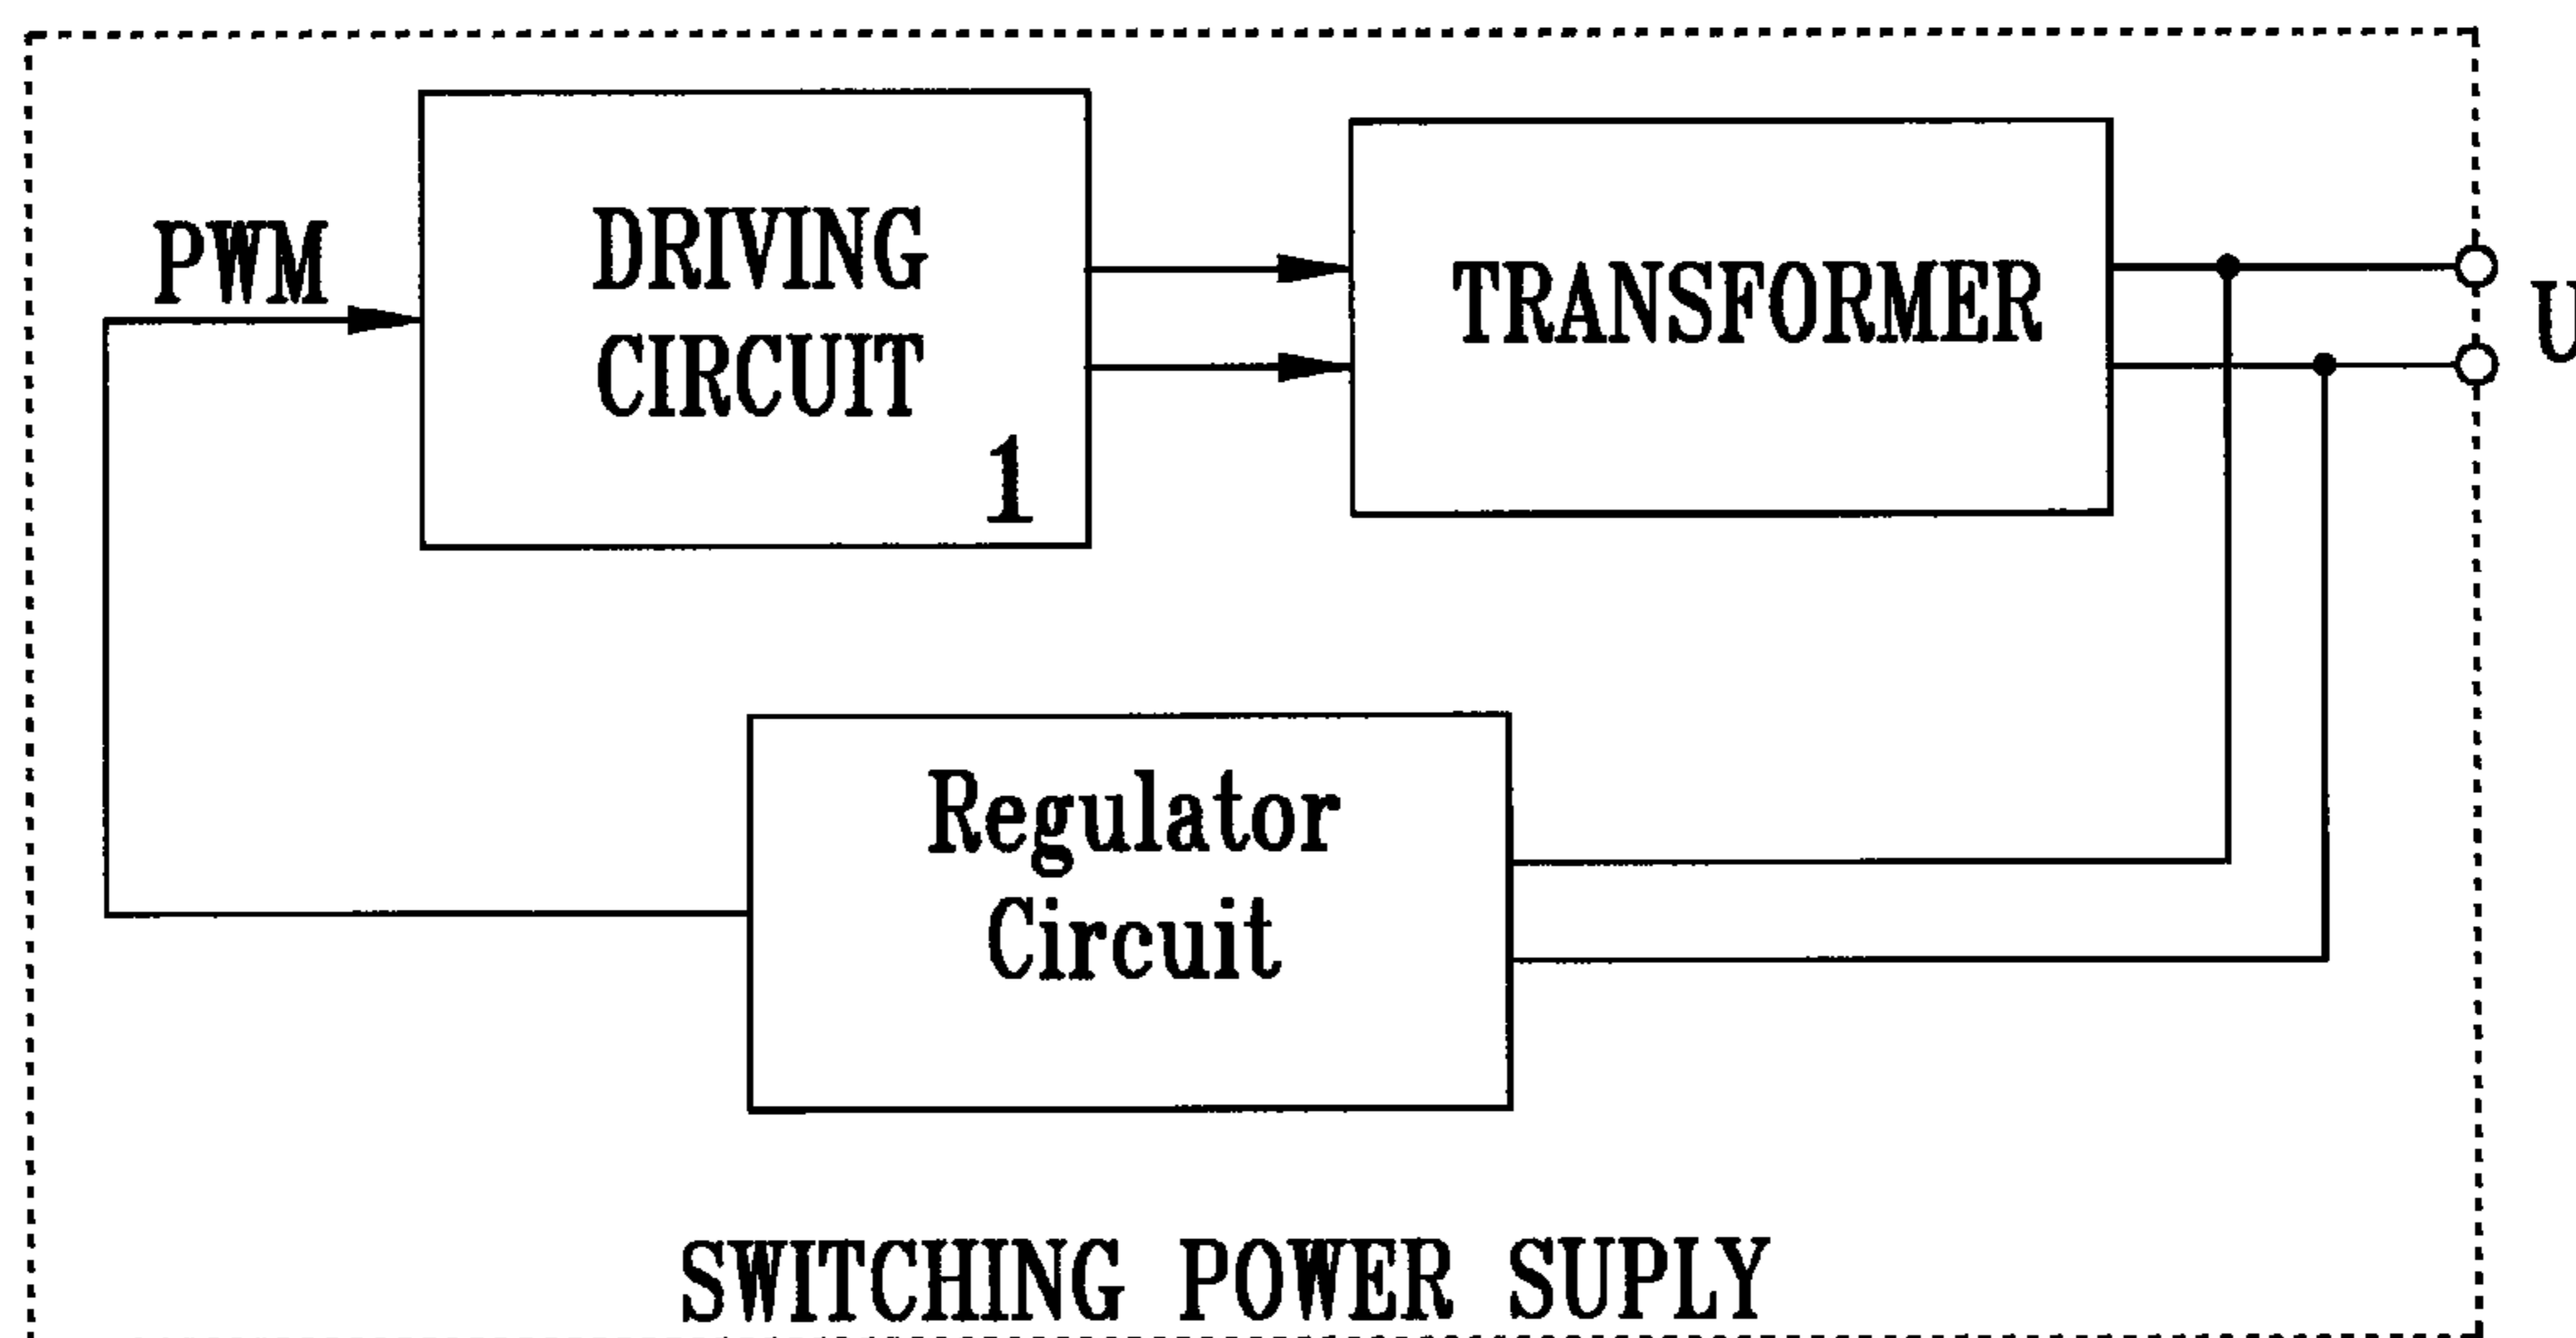 PWM
DRIVING
CIRCUIT
1
TRANSFORMER
U
Regulator
Circuit
SWITCHING POWER SUPLY